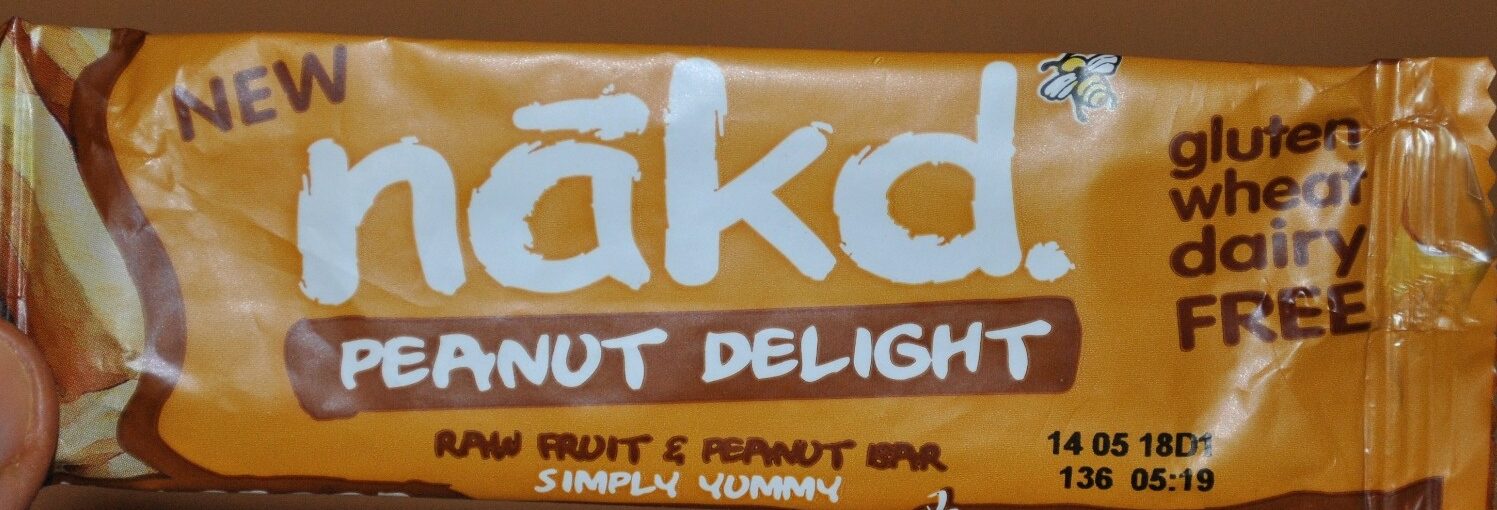 NEW
nākd.
PEANUT DELIGHT
RAW FRUIT & PEANUT BAR
SIMPLY YUMMY
gluten
wheat
dairy
FREE
14 05 18D1
136 05:19